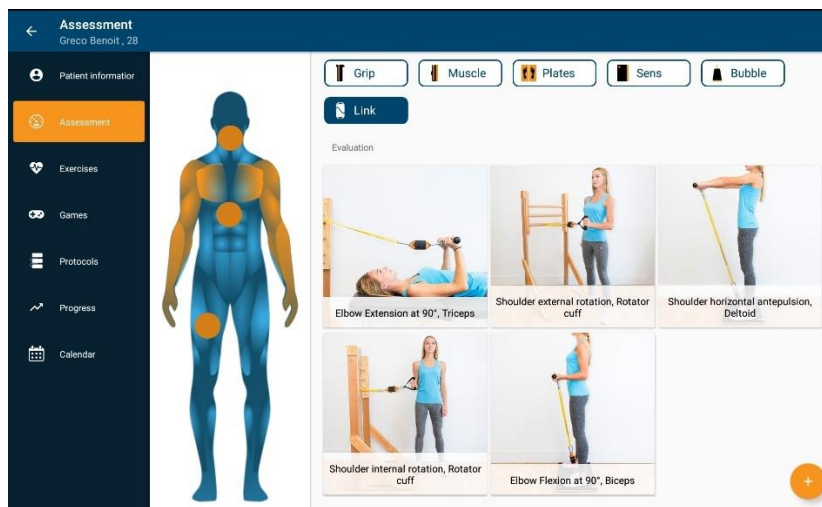 Assessment
Greco Benoit , 28
Patient informatior
Assessment
Exercises
Games
Protocols
Progress
Calendar
Grip
Muscle
Plates
Sens
Bubble
Link
Evaluation
Elbow Extension at 90°, Triceps
Shoulder external rotation, Rotator
cuff
Shoulder horizontal antepulsion,
Deltoid
Shoulder internal rotation, Rotator
cuff
Elbow Flexion at 90°, Biceps